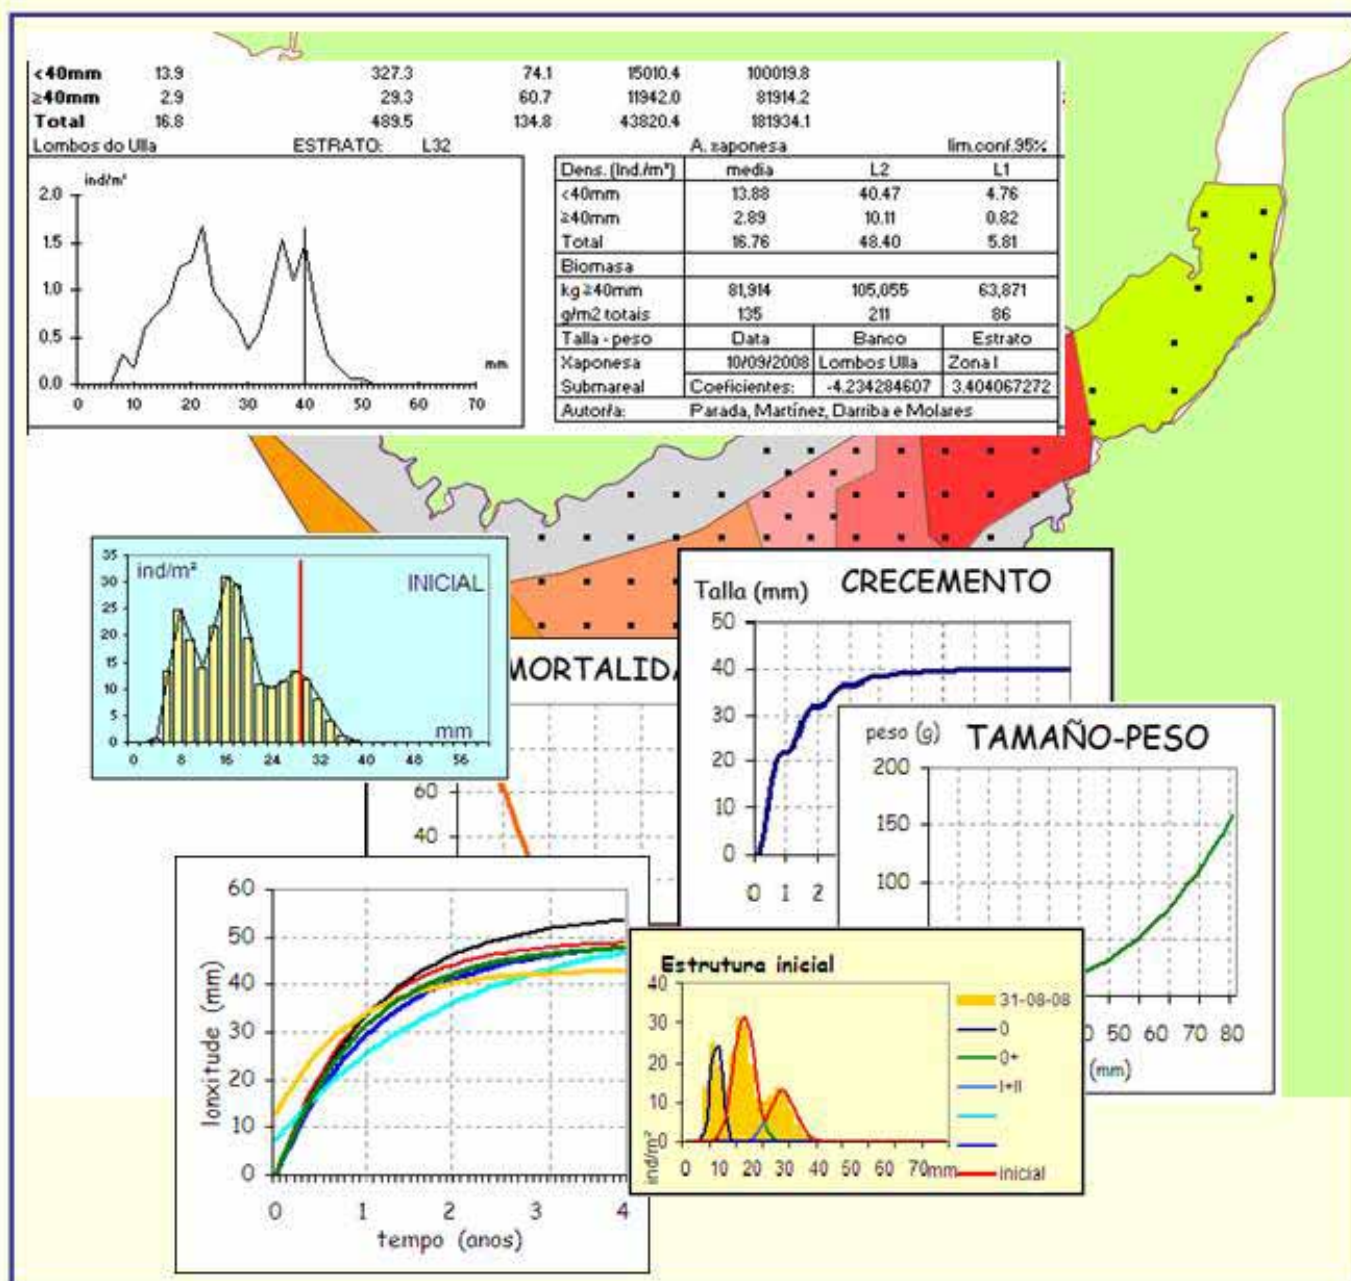 <40mm 13.9 327.3 74.1 15010.4 100019.8
≥40mm 2.9 29.3 60.7 11942.0 81914.2
Total 16.8 489.5 134.8 43820.4 181934.1
Lombos do Ulla ESTRATO: L32 A. xaponesa lim.conf.95%
ind/m²
2.0
1.5
1.0
0.5
0.0
mm
0 10 20 30 40 50 60 70
Dens. (Ind./m²) media L2 L1
<40mm 13.88 40.47 4.76
≥40mm 2.89 10.11 0.82
Total 16.76 48.40 5.81
Biomasa
kg ≥40mm 81,914 105,055 63,871
g/m2 totais 135 211 86
Talla - peso Data Banco Estrato
Xaponesa 10/09/2008 Lombos Ulla Zona I
Submareal Coeficientes: -4.234284607 3.404067272
Autor/a: Parada, Martínez, Darriba e Molares
ind/m² INICIAL
35
30
25
20
15
10
5
0
mm
0 8 16 24 32 40 48 56
MORTALIDA
60
40
CRECEMENTO
Talla (mm)
50
40
30
20
10
0
0 1 2
TAMAÑO-PESO
peso (g)
200
150
100
50 60 70 80
(mm)
60
50
40
30
20
10
0
lonxitude (mm)
0 1 2 3 4
tempo (anos)
Estrutura inicial
40
30
20
10
0
ind/m²
0 10 20 30 40 50 60 70 mm
31-08-08
0
0+
I+II
Inicial